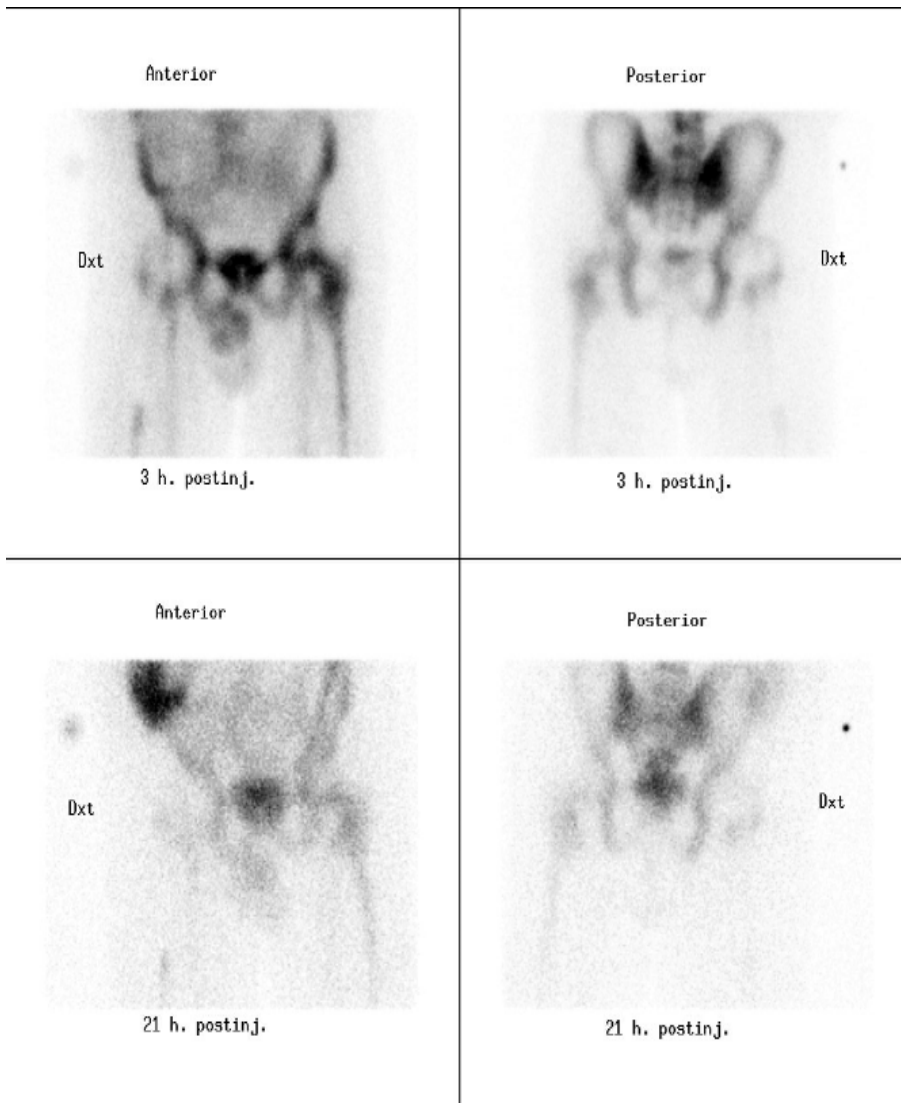 Anterior
Dxt
3 h. postinj.
Posterior
Dxt
3 h. postinj.
Anterior
Dxt
21 h. postinj.
Posterior
Dxt
21 h. postinj.